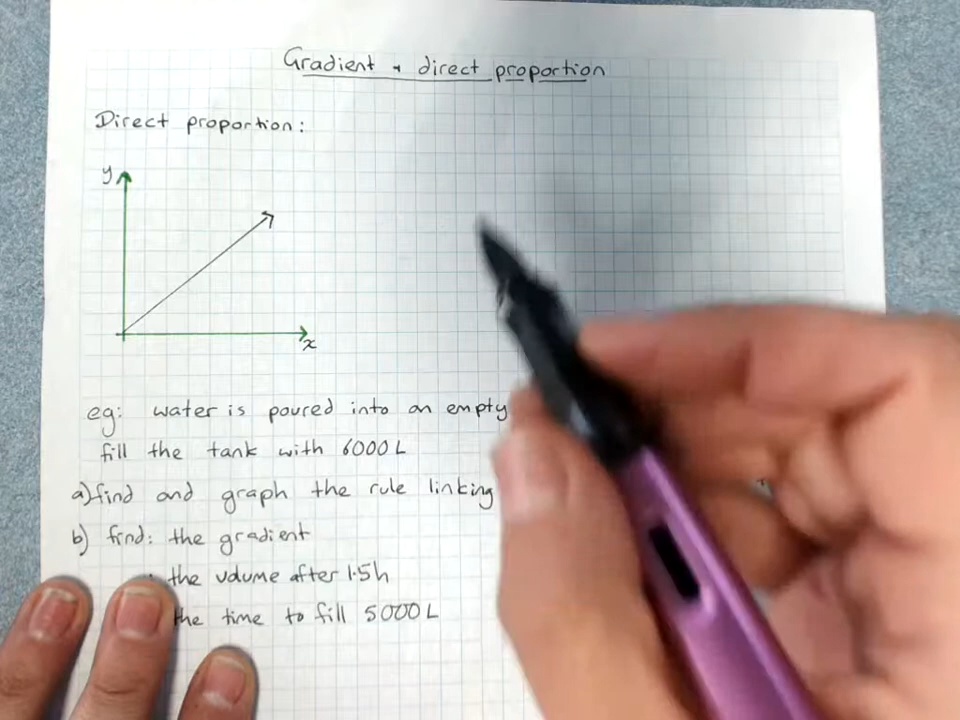 Gradient + direct proportion
Direct proportion:
y
x
eg: water is poured into an empty
fill the tank with 6000 L
a) find and graph the rule linking
b) find: the gradient
the volume after 1.5h
the time to fill 5000 L